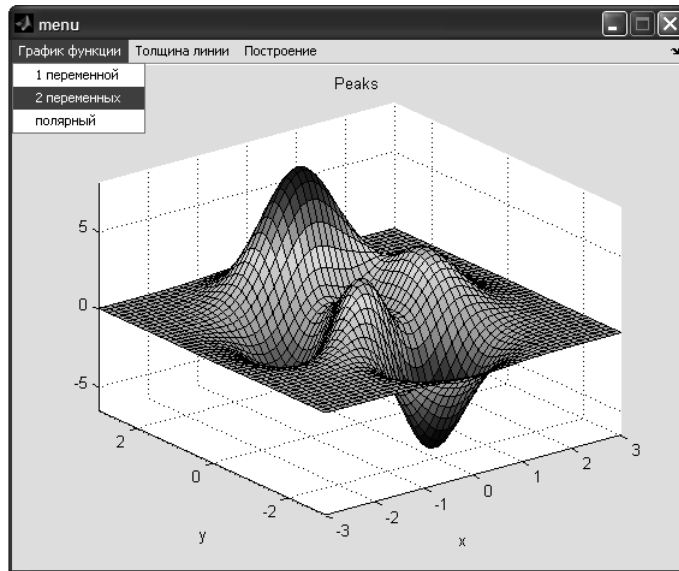 menu
График функции Толщина линии Построение
1 переменной
2 переменных
полярный
Peaks
5
0
-5
2
0
-2
y
-3
-2
-1
0
1
2
3
x